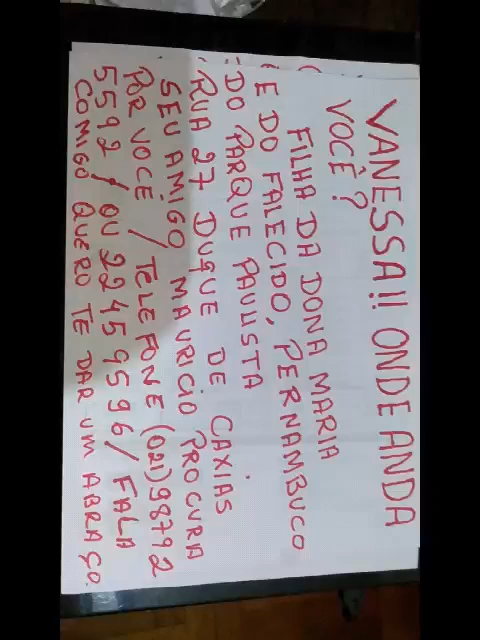 VANESSA!! ONDE ANDA
VOCÊ?
FILHA DA DONA MARIA
E DO FALECIDO, PERNAMBUCO
DO PARQUE PAULISTA
RUA 27 DUQUE DE CAXIAS
SEU AMIGO MAURICIO PROCURA
POR VOCÊ / TELEFONE (021) 98792
5592 / OU 22459596 / FALA
COMIGO QUERO TE DAR UM ABRAÇO.